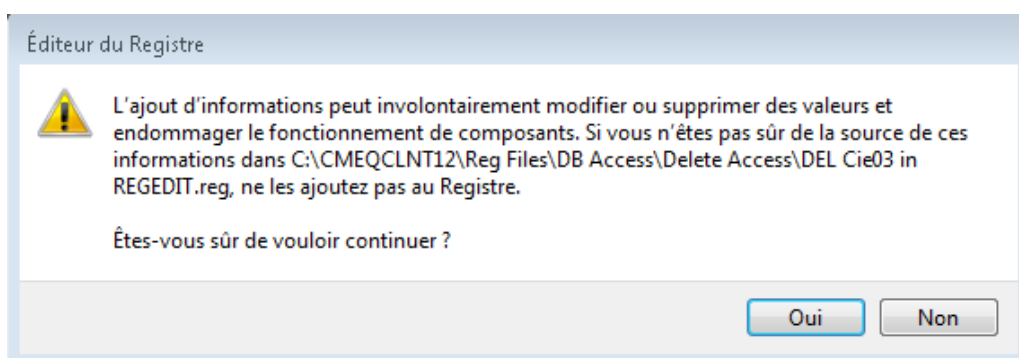 Éditeur du Registre
L'ajout d'informations peut involontairement modifier ou supprimer des valeurs et
endommager le fonctionnement de composants. Si vous n'êtes pas sûr de la source de ces
informations dans C:\CMEQCLNT12\Reg Files\DB Access\Delete Access\DEL Cie03 in
REGEDIT.reg, ne les ajoutez pas au Registre.
Êtes-vous sûr de vouloir continuer ?
Oui Non